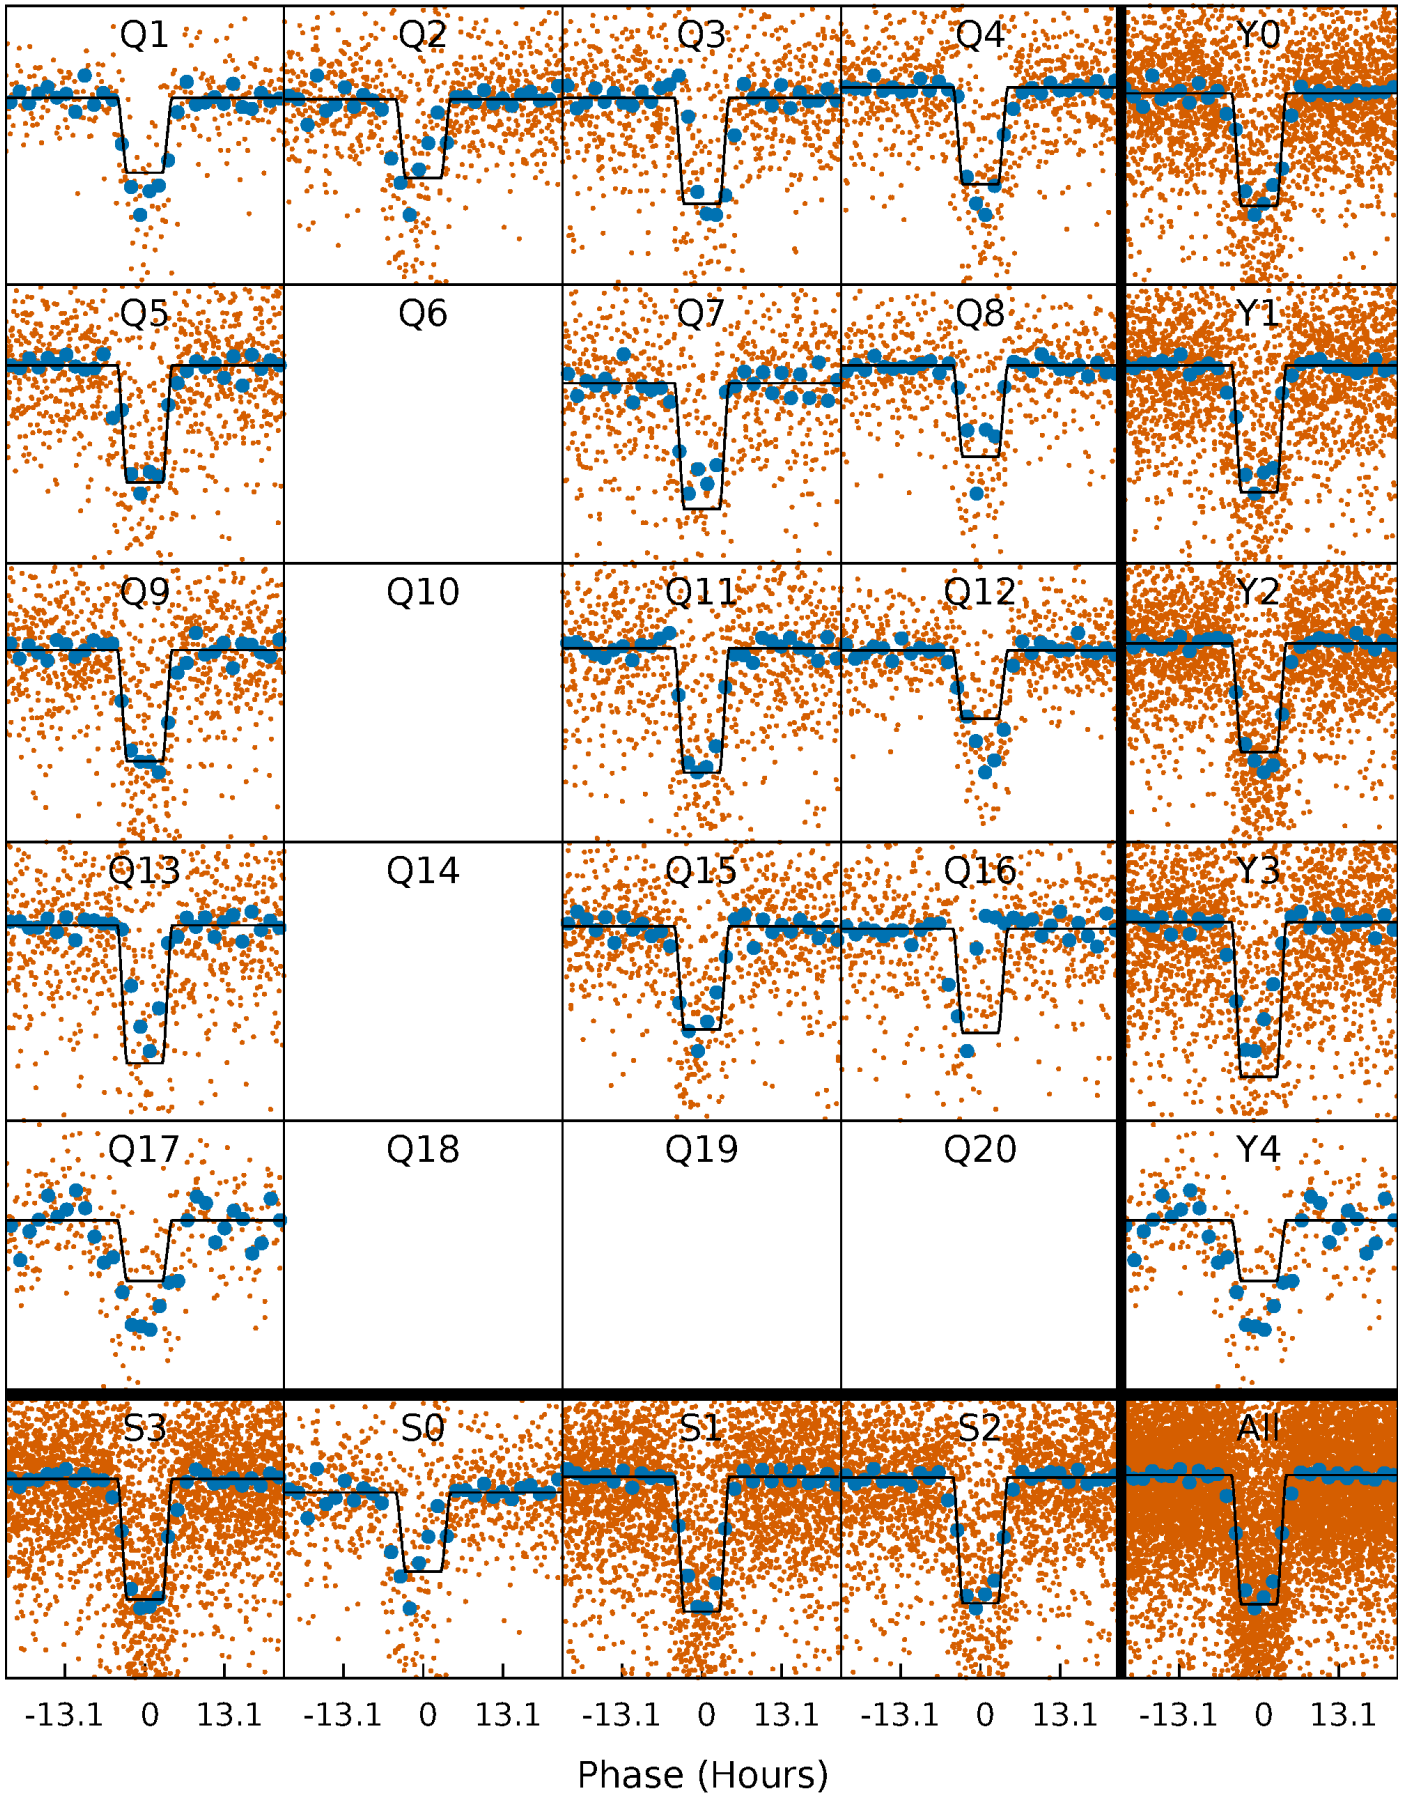 Q1 Q2 Q3 Q4 Y0
Q5 Q6 Q7 Q8 Y1
Q9 Q10 Q11 Q12 Y2
Q13 Q14 Q15 Q16 Y3
Q17 Q18 Q19 Q20 Y4
S3 S0 S1 S2 All
-13.1 0 13.1 -13.1 0 13.1 -13.1 0 13.1 -13.1 0 13.1 -13.1 0 13.1
Phase (Hours)